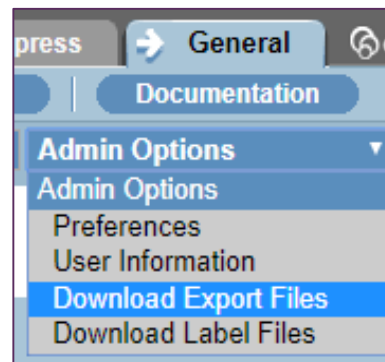 press General
Documentation
Admin Options
Admin Options
Preferences
User Information
Download Export Files
Download Label Files